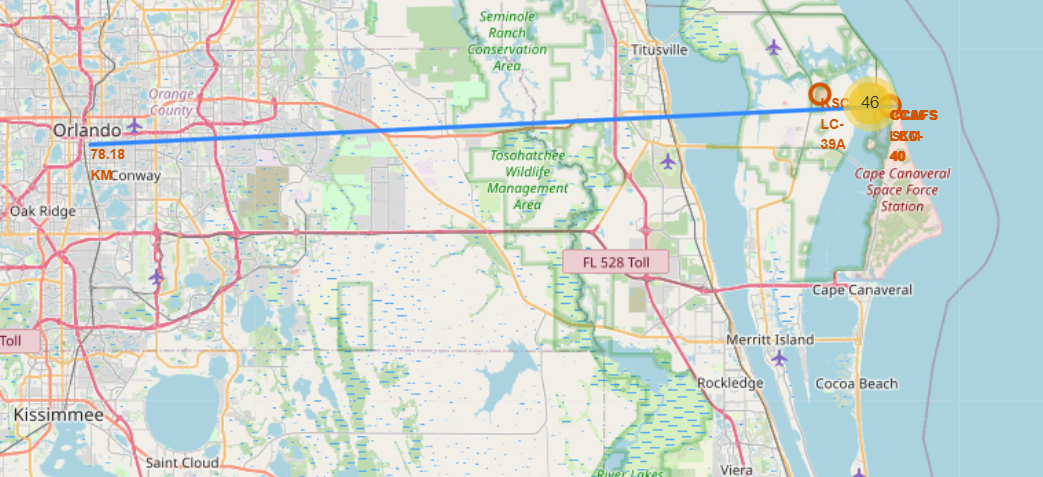 Seminole
Ranch
Conservation
Area
Titusville
Orange
County
46
KSC
LC-
39A
Orlando
78.18
KM
Conway
Tosohatchee
Wildlife
Management
Area
40
Cape Canaveral
Space Force
Station
Oak Ridge
FL 528 Toll
Cape Canaveral
Toll
Merritt Island
Rockledge
Cocoa Beach
Kissimmee
Saint Cloud
Viera
River Lakes